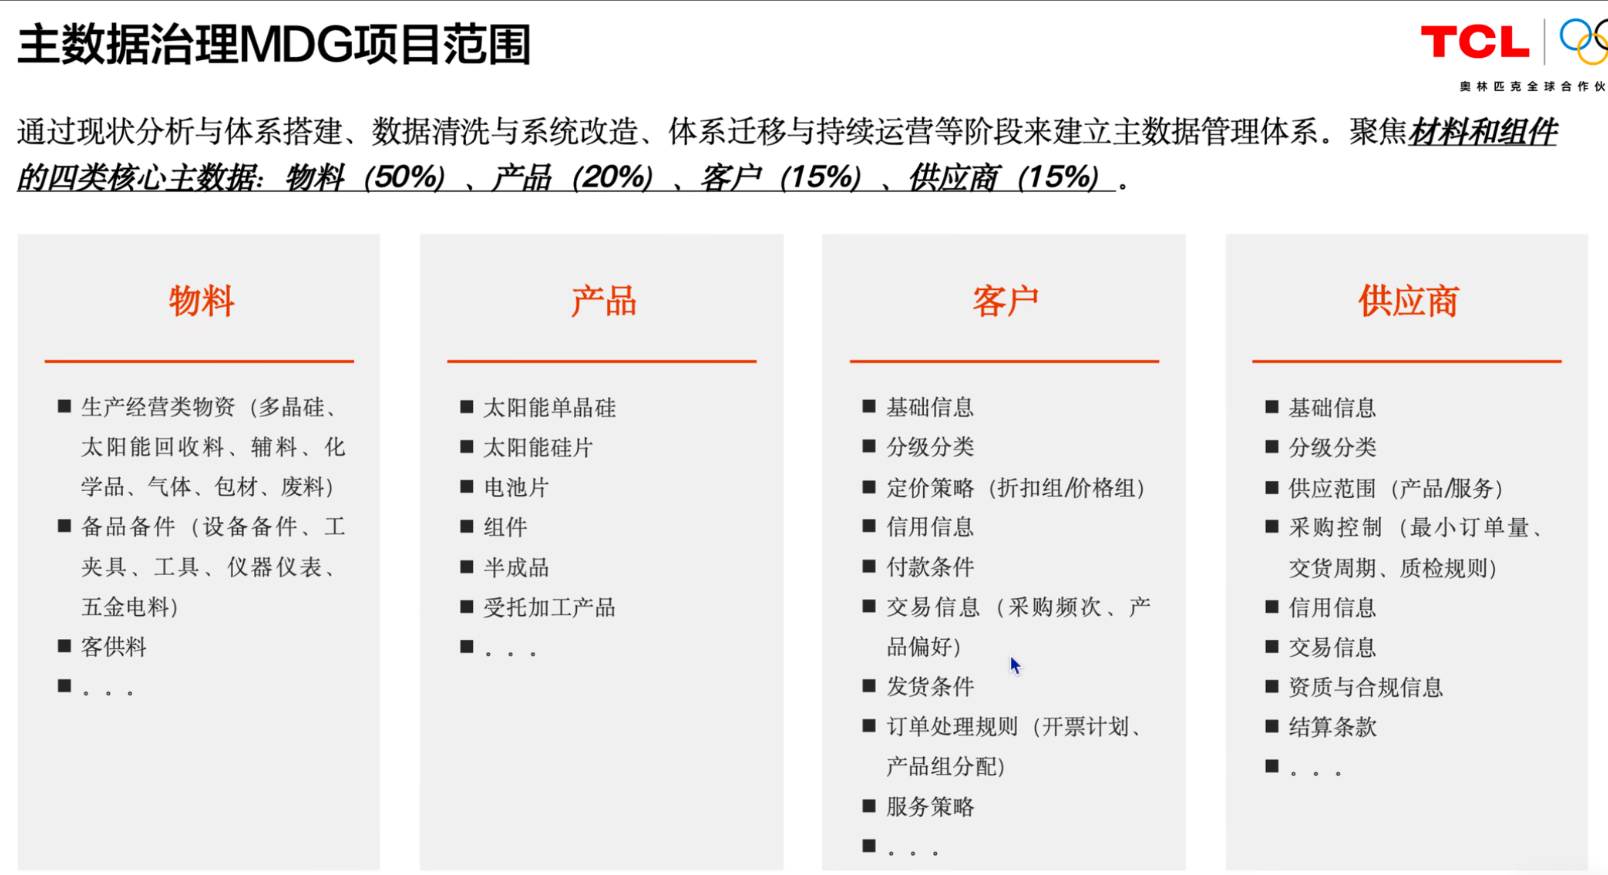 主数据治理MDG项目范围
TCL
奥林匹克全球合作伙
通过现状分析与体系搭建、数据清洗与系统改造、体系迁移与持续运营等阶段来建立主数据管理体系。聚焦材料和组件
的四类核心主数据：物料（50%）、产品（20%）、客户（15%）、供应商（15%）。
物料
■ 生产经营类物资（多晶硅、
太阳能回收料、辅料、化
学品、气体、包材、废料）
■ 备品备件（设备备件、工
夹具、工具、仪器仪表、
五金电料）
■ 客供料
■ 。。。
产品
■ 太阳能单晶硅
■ 太阳能硅片
■ 电池片
■ 组件
■ 半成品
■ 受托加工产品
■ 。。。
客户
■ 基础信息
■ 分级分类
■ 定价策略（折扣组/价格组）
■ 信用信息
■ 付款条件
■ 交易信息（采购频次、产
品偏好）
■ 发货条件
■ 订单处理规则（开票计划、
产品组分配）
■ 服务策略
■ 。。。
供应商
■ 基础信息
■ 分级分类
■ 供应范围（产品/服务）
■ 采购控制（最小订单量、
交货周期、质检规则）
■ 信用信息
■ 交易信息
■ 资质与合规信息
■ 结算条款
■ 。。。